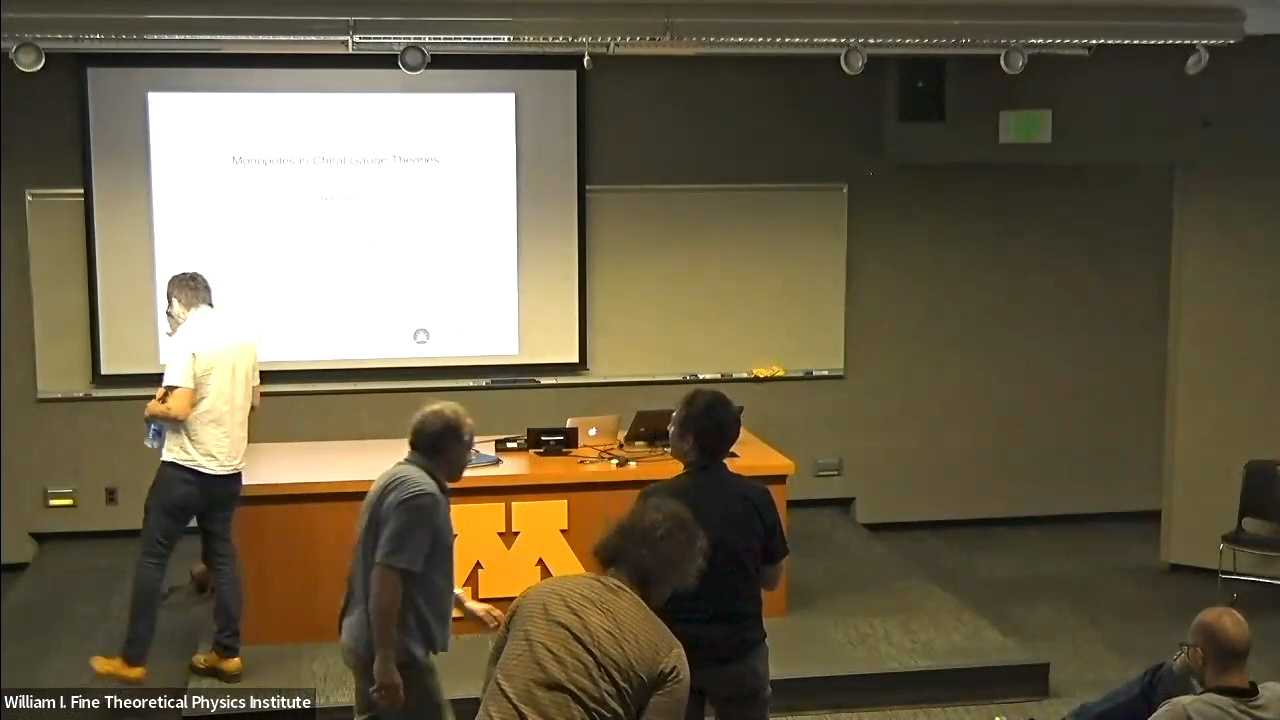 Monopoles in Chiral Gauge Theories
M
William I. Fine Theoretical Physics Institute